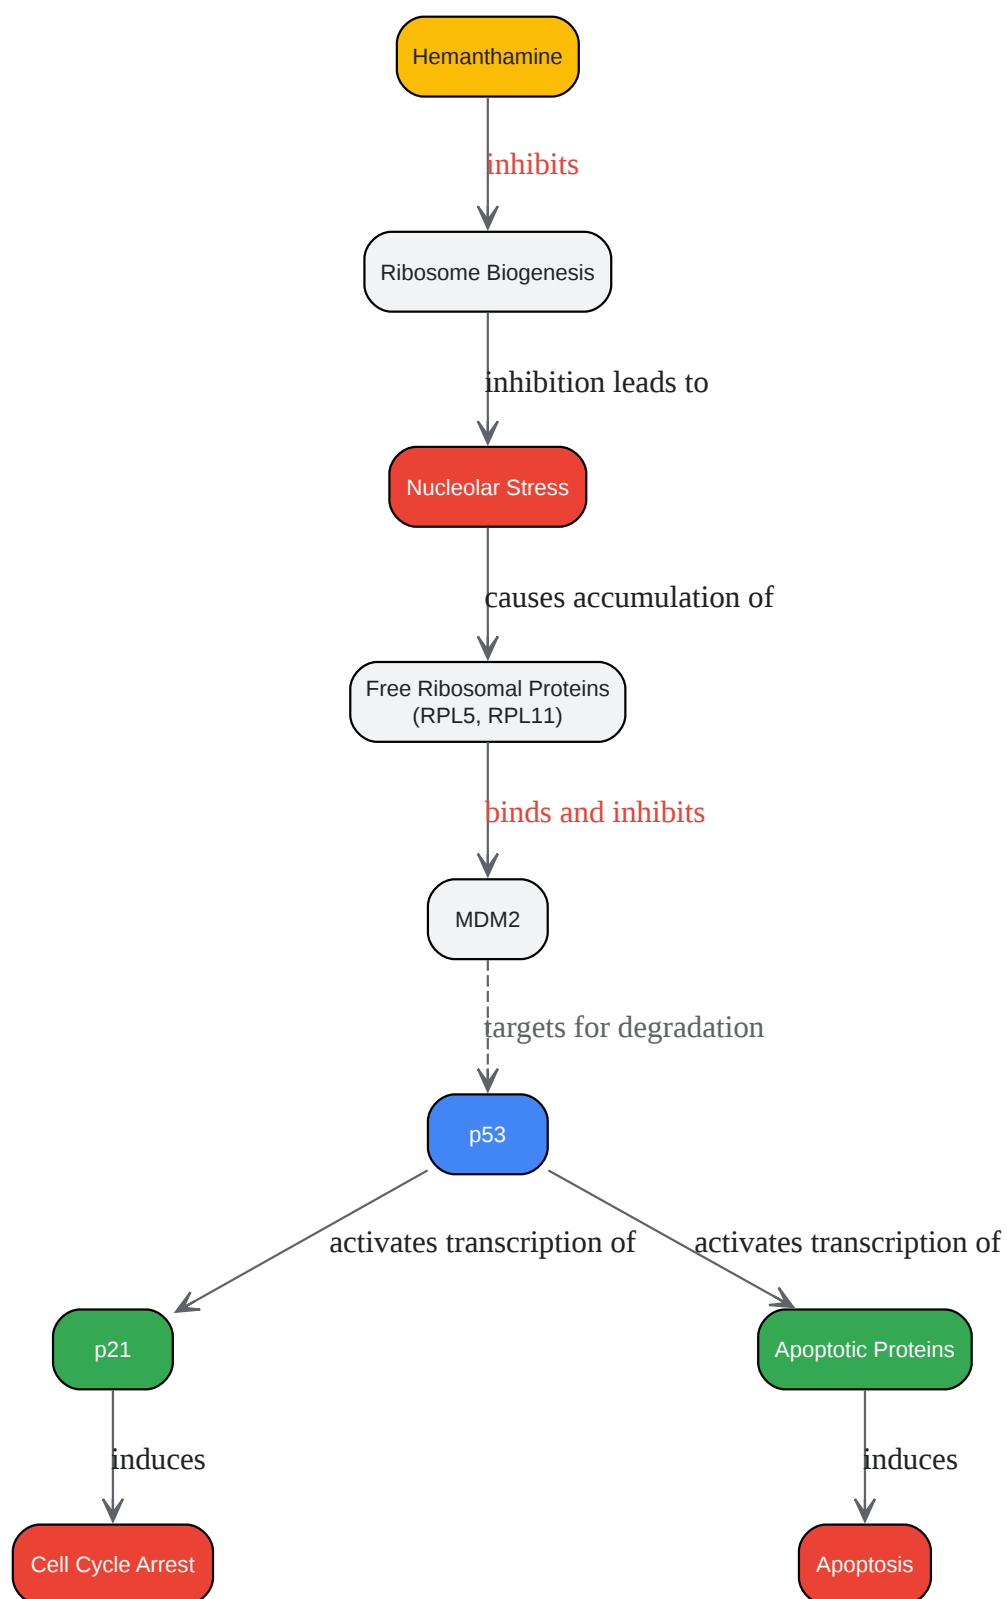 Hemanthamine
inhibits
Ribosome Biogenesis
inhibition leads to
Nucleolar Stress
causes accumulation of
Free Ribosomal Proteins
(RPL5, RPL11)
binds and inhibits
MDM2
targets for degradation
p53
activates transcription of
activates transcription of
p21
Apoptotic Proteins
induces
induces
Cell Cycle Arrest
Apoptosis